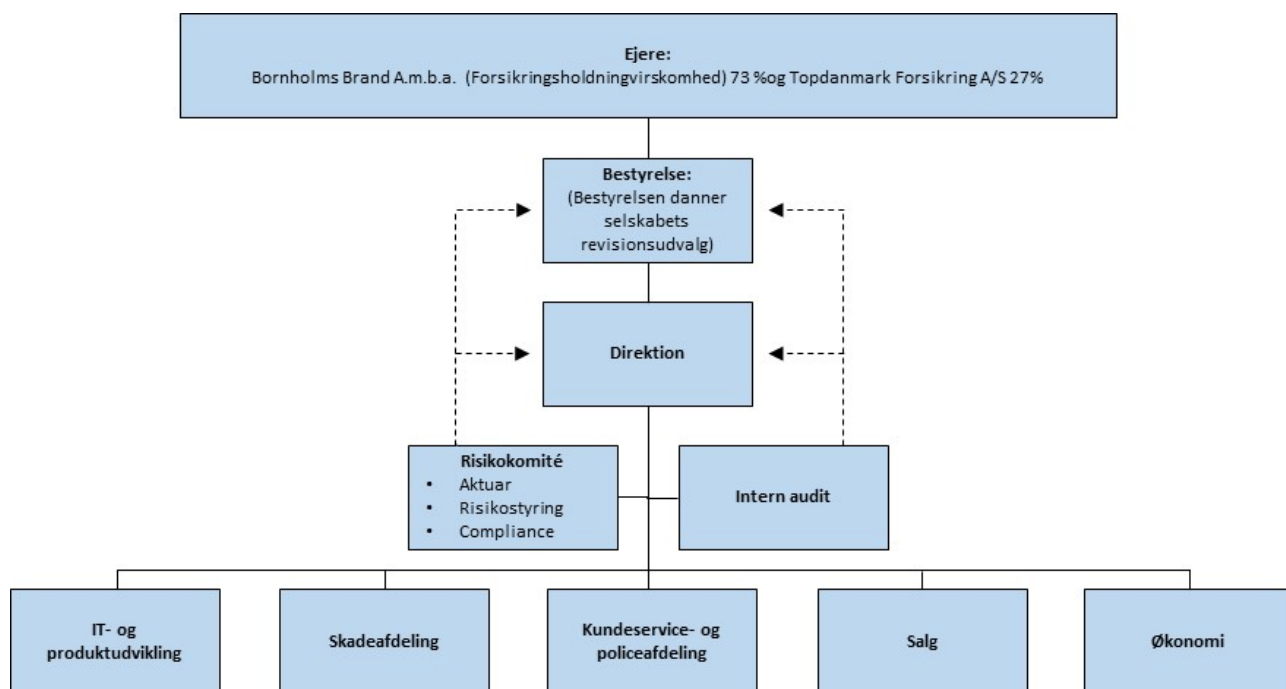 Ejere:
Bornholms Brand A.m.b.a. (Forsikringsholdningvirskomhed) 73 %og Topdanmark Forsikring A/S 27%
Bestyrelse:
(Bestyrelsen danner
selskabets
revisionsudvalg)
Direktion
Risikokomité
• Aktuar
• Risikostyring
• Compliance
Intern audit
IT- og
produktudvikling
Skadeafdeling
Kundeservice- og
policeafdeling
Salg
Økonomi